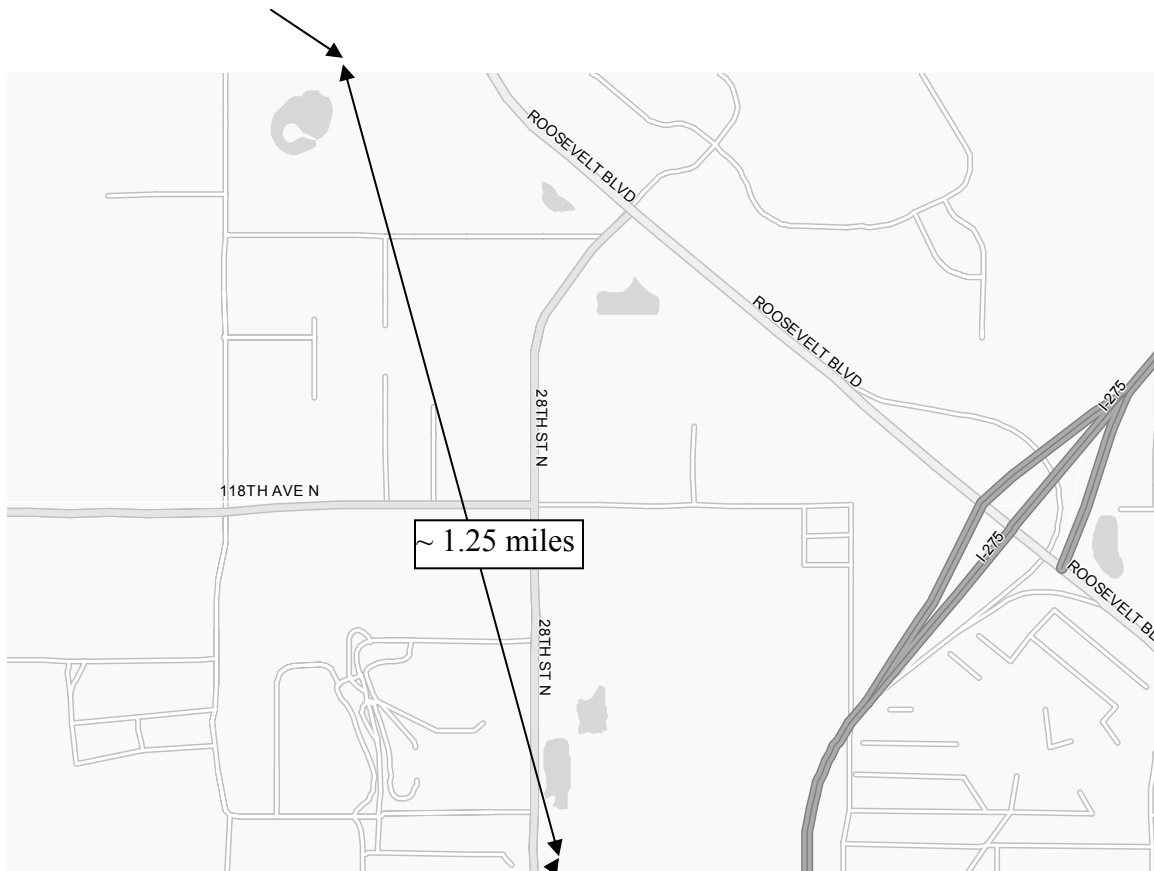 ROOSEVELT BLVD
ROOSEVELT BLVD
I-275
28TH ST N
118TH AVE N
~ 1.25 miles
I-275
ROOSEVELT BL
28TH ST N